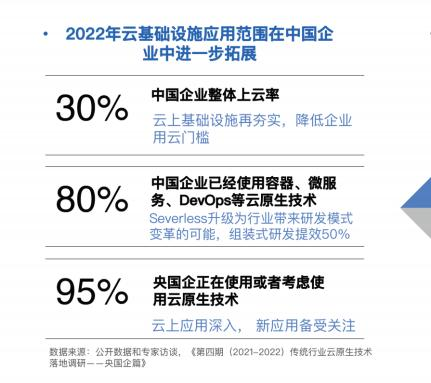 • 2022年云基础设施应用范围在中国企
业中进一步拓展
30%
中国企业整体上云率
云上基础设施再夯实，降低企业
用云门槛
80%
中国企业已经使用容器、微服
务、DevOps等云原生技术
Severless升级为行业带来研发模式
变革的可能，组装式研发提效50%
95%
央国企正在使用或者考虑使
用云原生技术
云上应用深入， 新应用备受关注
数据来源：公开数据和专家访谈，《第四期（2021-2022）传统行业云原生技术
落地调研——央国企篇》